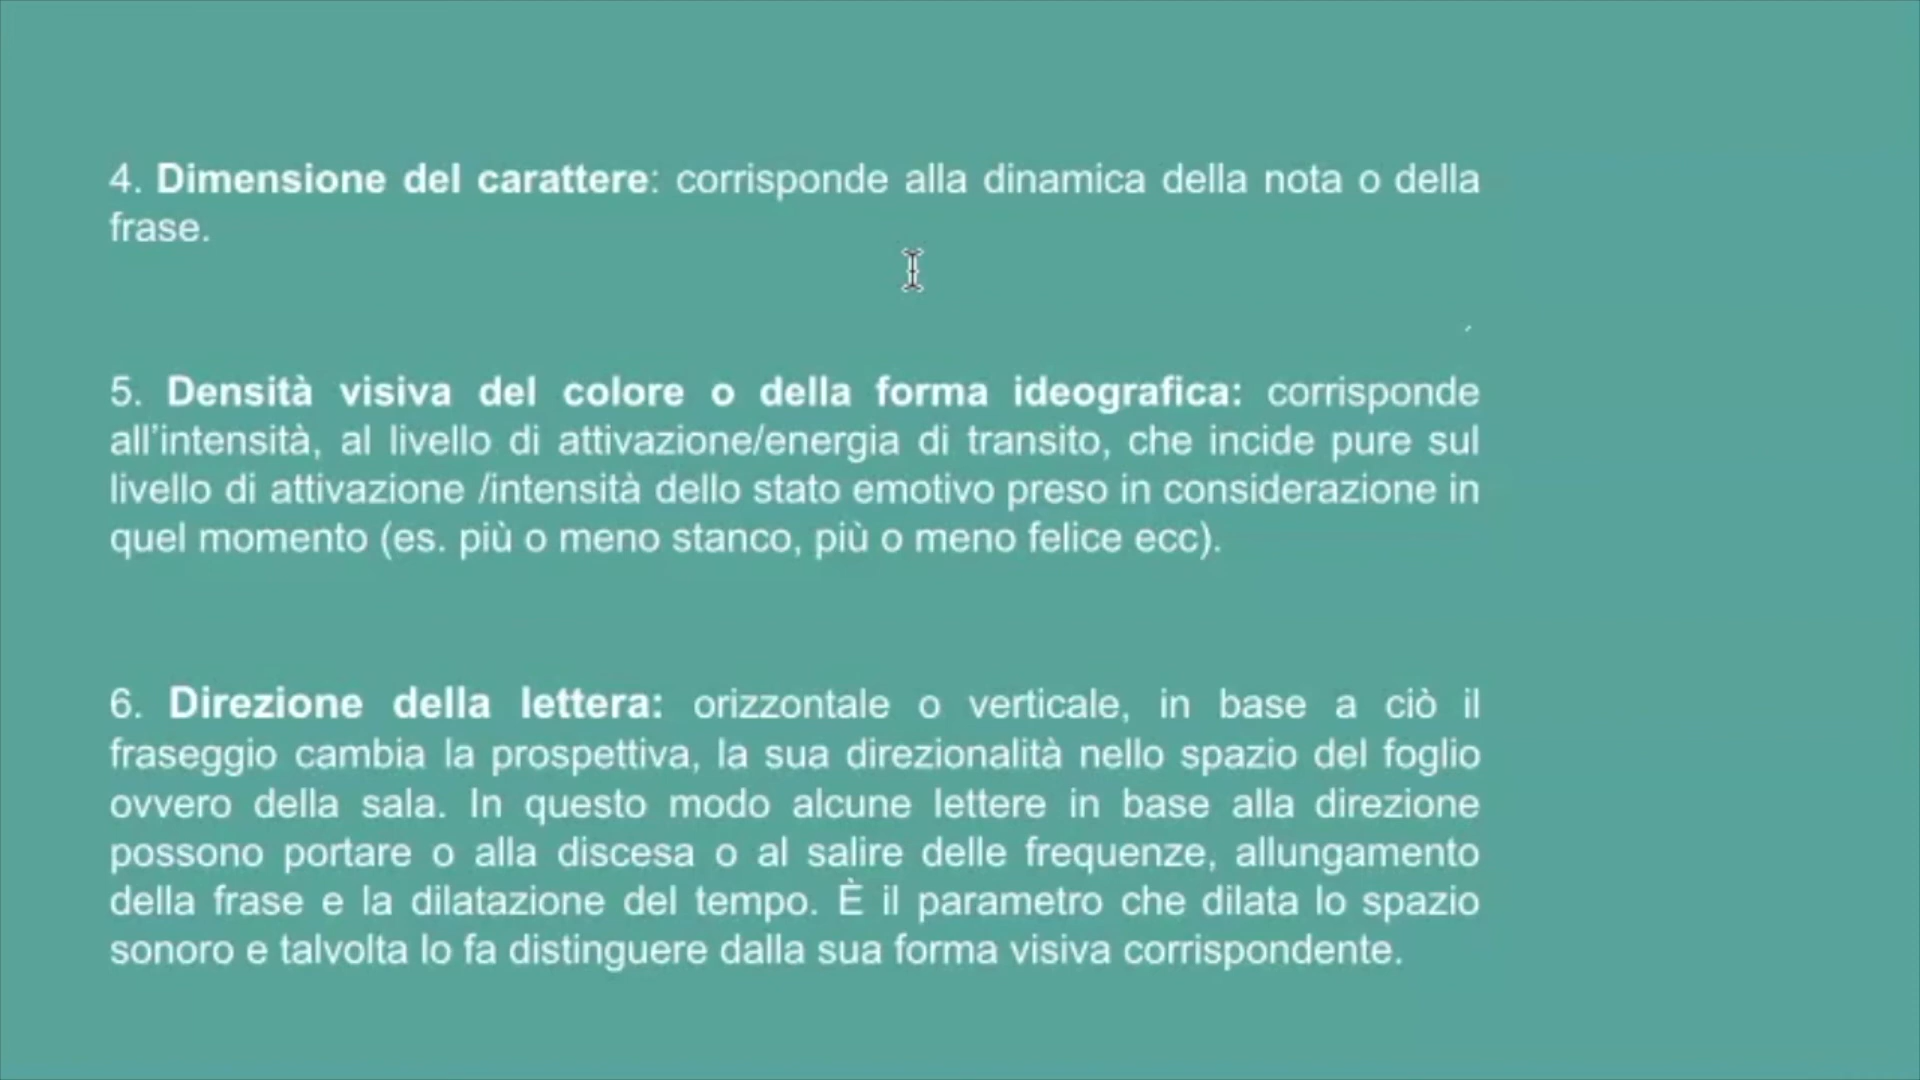 4. Dimensione del carattere: corrisponde alla dinamica della nota o della
frase.
5. Densità visiva del colore o della forma ideografica: corrisponde
all’intensità, al livello di attivazione/energia di transito, che incide pure sul
livello di attivazione /intensità dello stato emotivo preso in considerazione in
quel momento (es. più o meno stanco, più o meno felice ecc).
6. Direzione della lettera: orizzontale o verticale, in base a ciò il
fraseggio cambia la prospettiva, la sua direzionalità nello spazio del foglio
ovvero della sala. In questo modo alcune lettere in base alla direzione
possono portare o alla discesa o al salire delle frequenze, allungamento
della frase e la dilatazione del tempo. È il parametro che dilata lo spazio
sonoro e talvolta lo fa distinguere dalla sua forma visiva corrispondente.